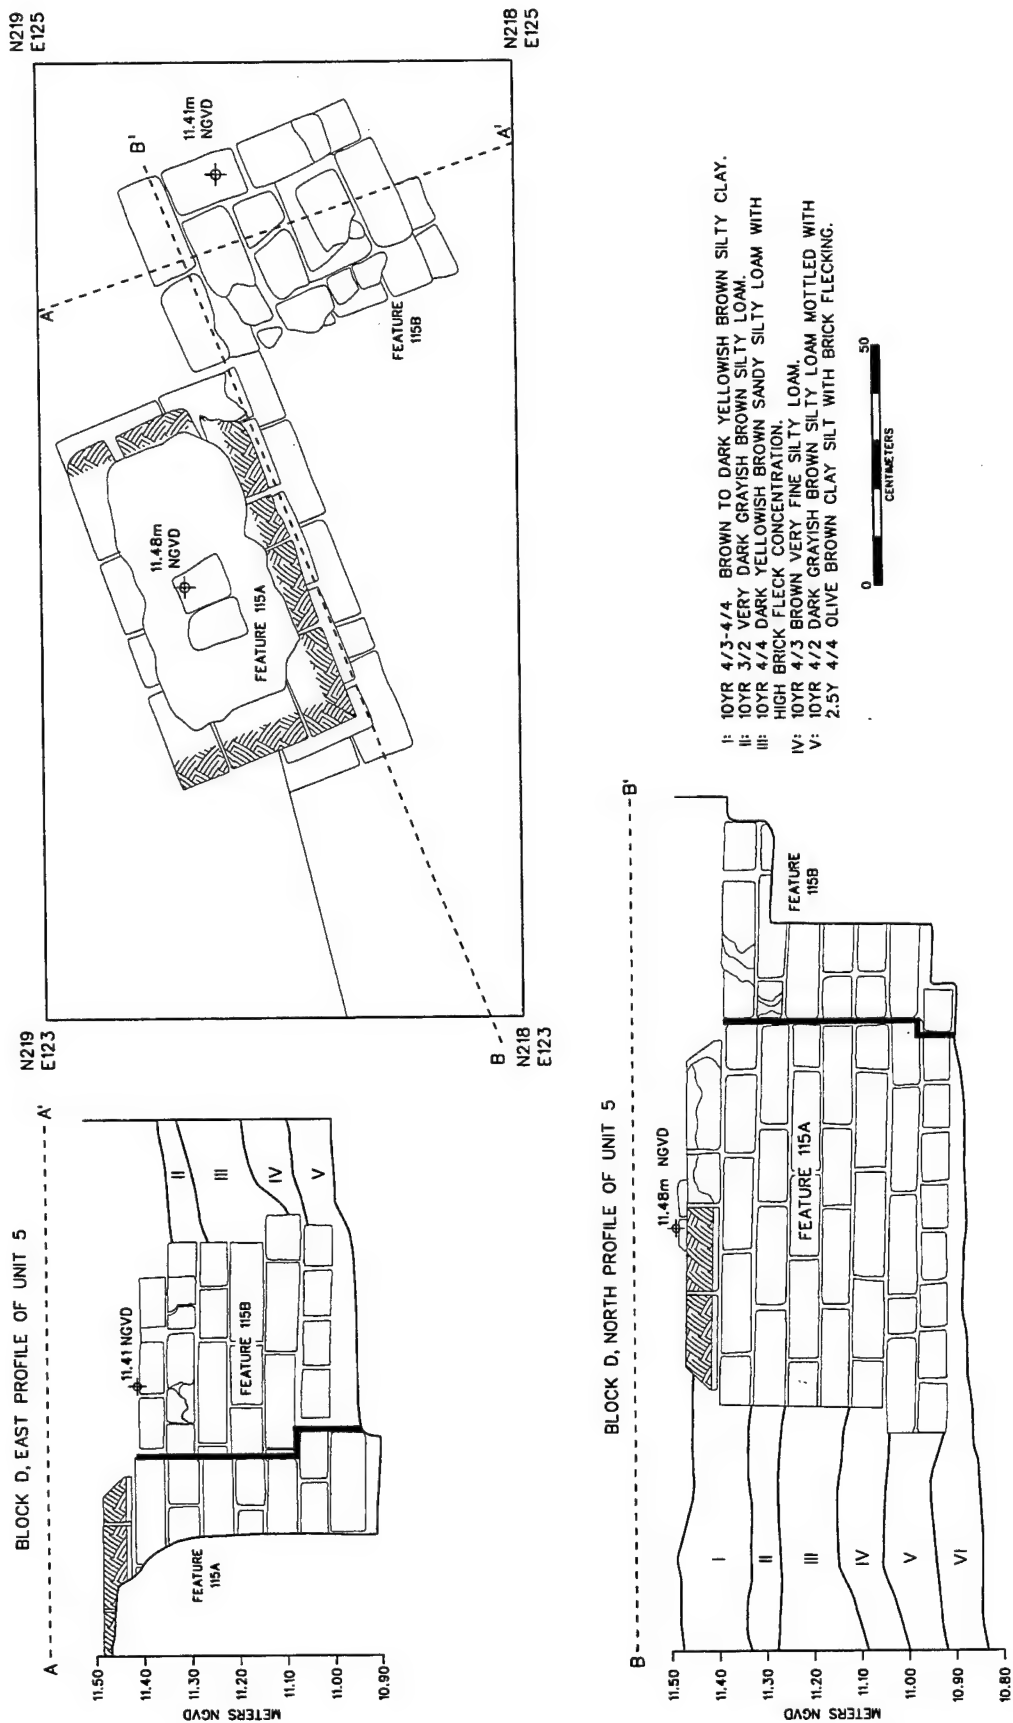 BLOCK D, EAST PROFILE OF UNIT 5
A
A'
11.41 NGVD
II
III
IV
V
FEATURE 115B
FEATURE
115A
11.50
11.40
11.30
11.20
11.10
11.00
10.90
METERS NGVD
N219
E123
N219
E125
N218
E123
N218
E125
A'
B'
11.41m
NGVD
11.48m
NGVD
FEATURE 115A
FEATURE
115B
A'
B
BLOCK D, NORTH PROFILE OF UNIT 5
B
B'
11.48m NGVD
FEATURE 115A
FEATURE
115B
I
II
III
IV
V
VI
11.50
11.40
11.30
11.20
11.10
11.00
10.90
10.80
METERS NGVD
I: 10YR 4/3-4/4 BROWN TO DARK YELLOWISH BROWN SILTY CLAY.
II: 10YR 3/2 VERY DARK GRAYISH BROWN SILTY LOAM.
III: 10YR 4/4 DARK YELLOWISH BROWN SANDY SILTY LOAM WITH
HIGH BRICK FLECK CONCENTRATION.
IV: 10YR 4/3 BROWN VERY FINE SILTY LOAM.
V: 10YR 4/2 DARK GRAYISH BROWN SILTY LOAM MOTTLED WITH
2.5Y 4/4 OLIVE BROWN CLAY SILT WITH BRICK FLECKING.
0
50
CENTIMETERS